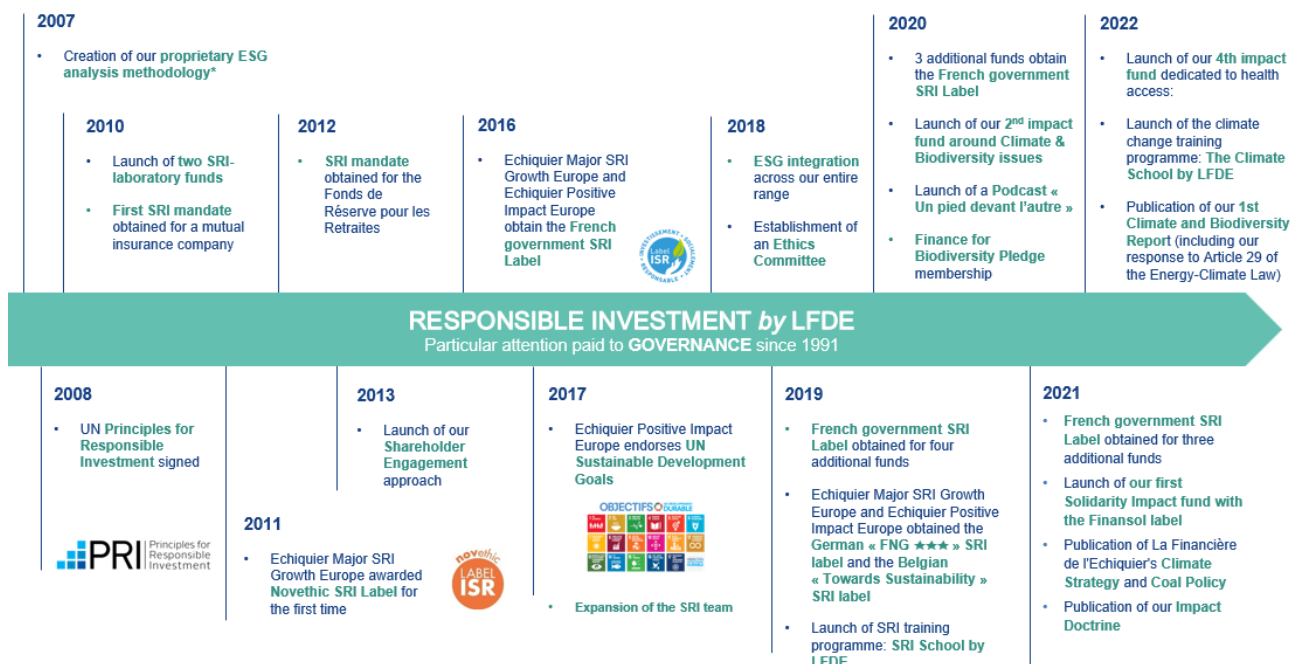 2007
• Creation of our proprietary ESG
analysis methodology*
2010
• Launch of two SRI-
laboratory funds
• First SRI mandate
obtained for a mutual
insurance company
2012
• SRI mandate
obtained for the
Fonds de
Réserve pour les
Retraites
2016
• Echiquier Major SRI
Growth Europe and
Echiquier Positive
Impact Europe
obtain the French
government SRI
Label
INVESTISSEMENT SOCIALEMENT RESPONSABLE
Label
ISR
2018
• ESG integration
across our entire
range
• Establishment of
an Ethics
Committee
2020
• 3 additional funds obtain
the French government
SRI Label
• Launch of our 2nd impact
fund around Climate &
Biodiversity issues
• Launch of a Podcast «
Un pied devant l'autre »
• Finance for
Biodiversity Pledge
membership
2022
• Launch of our 4th impact
fund dedicated to health
access:
• Launch of the climate
change training
programme: The Climate
School by LFDE
• Publication of our 1st
Climate and Biodiversity
Report (including our
response to Article 29 of
the Energy-Climate Law)
RESPONSIBLE INVESTMENT by LFDE
Particular attention paid to GOVERNANCE since 1991
2008
• UN Principles for
Responsible
Investment signed
PRI
Principles for
Responsible
Investment
2011
• Echiquier Major SRI
Growth Europe awarded
Novethic SRI Label for
the first time
novethic
LABEL
ISR
2013
• Launch of our
Shareholder
Engagement
approach
2017
• Echiquier Positive Impact
Europe endorses UN
Sustainable Development
Goals
OBJECTIFS
DURABLE
• Expansion of the SRI team
2019
• French government SRI
Label obtained for four
additional funds
• Echiquier Major SRI Growth
Europe and Echiquier Positive
Impact Europe obtained the
German « FNG ★★★ » SRI
label and the Belgian
« Towards Sustainability »
SRI label
• Launch of SRI training
programme: SRI School by
LFDE
2021
• French government SRI
Label obtained for three
additional funds
• Launch of our first
Solidarity Impact fund with
the Finansol label
• Publication of La Financière
de l'Echiquier's Climate
Strategy and Coal Policy
• Publication of our Impact
Doctrine